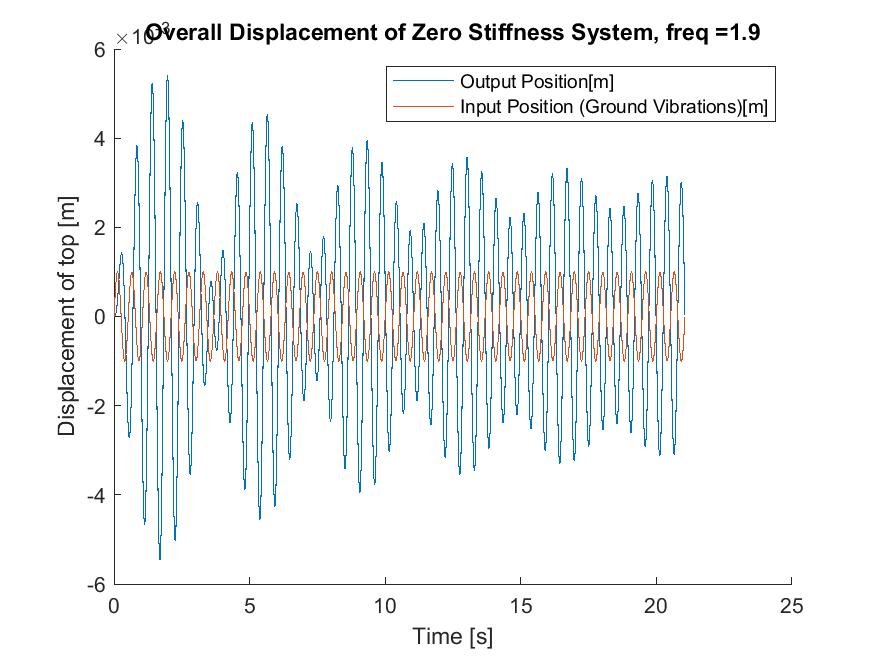 ×10-3
Overall Displacement of Zero Stiffness System, freq =1.9
6
Output Position[m]
Input Position (Ground Vibrations)[m]
4
2
0
-2
-4
-6
Displacement of top [m]
0 5 10 15 20 25
Time [s]